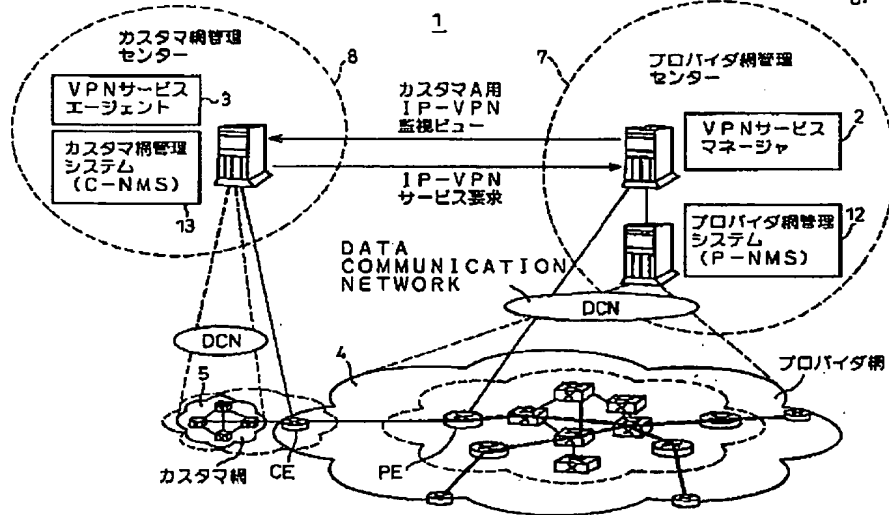 1
カスタマ網管理
センター
8
VPNサービス
エージェント
3
カスタマ網管理
システム
(C-NMS)
13
カスタマA用
IP-VPN
監視ビュー
IP-VPN
サービス要求
7
プロバイダ網管理
センター
VPNサービス
マネージャ
2
プロバイダ網管理
システム
(P-NMS)
12
DATA
COMMUNICATION
NETWORK
DCN
DCN
4
プロバイダ網
5
カスタマ網
CE
PE